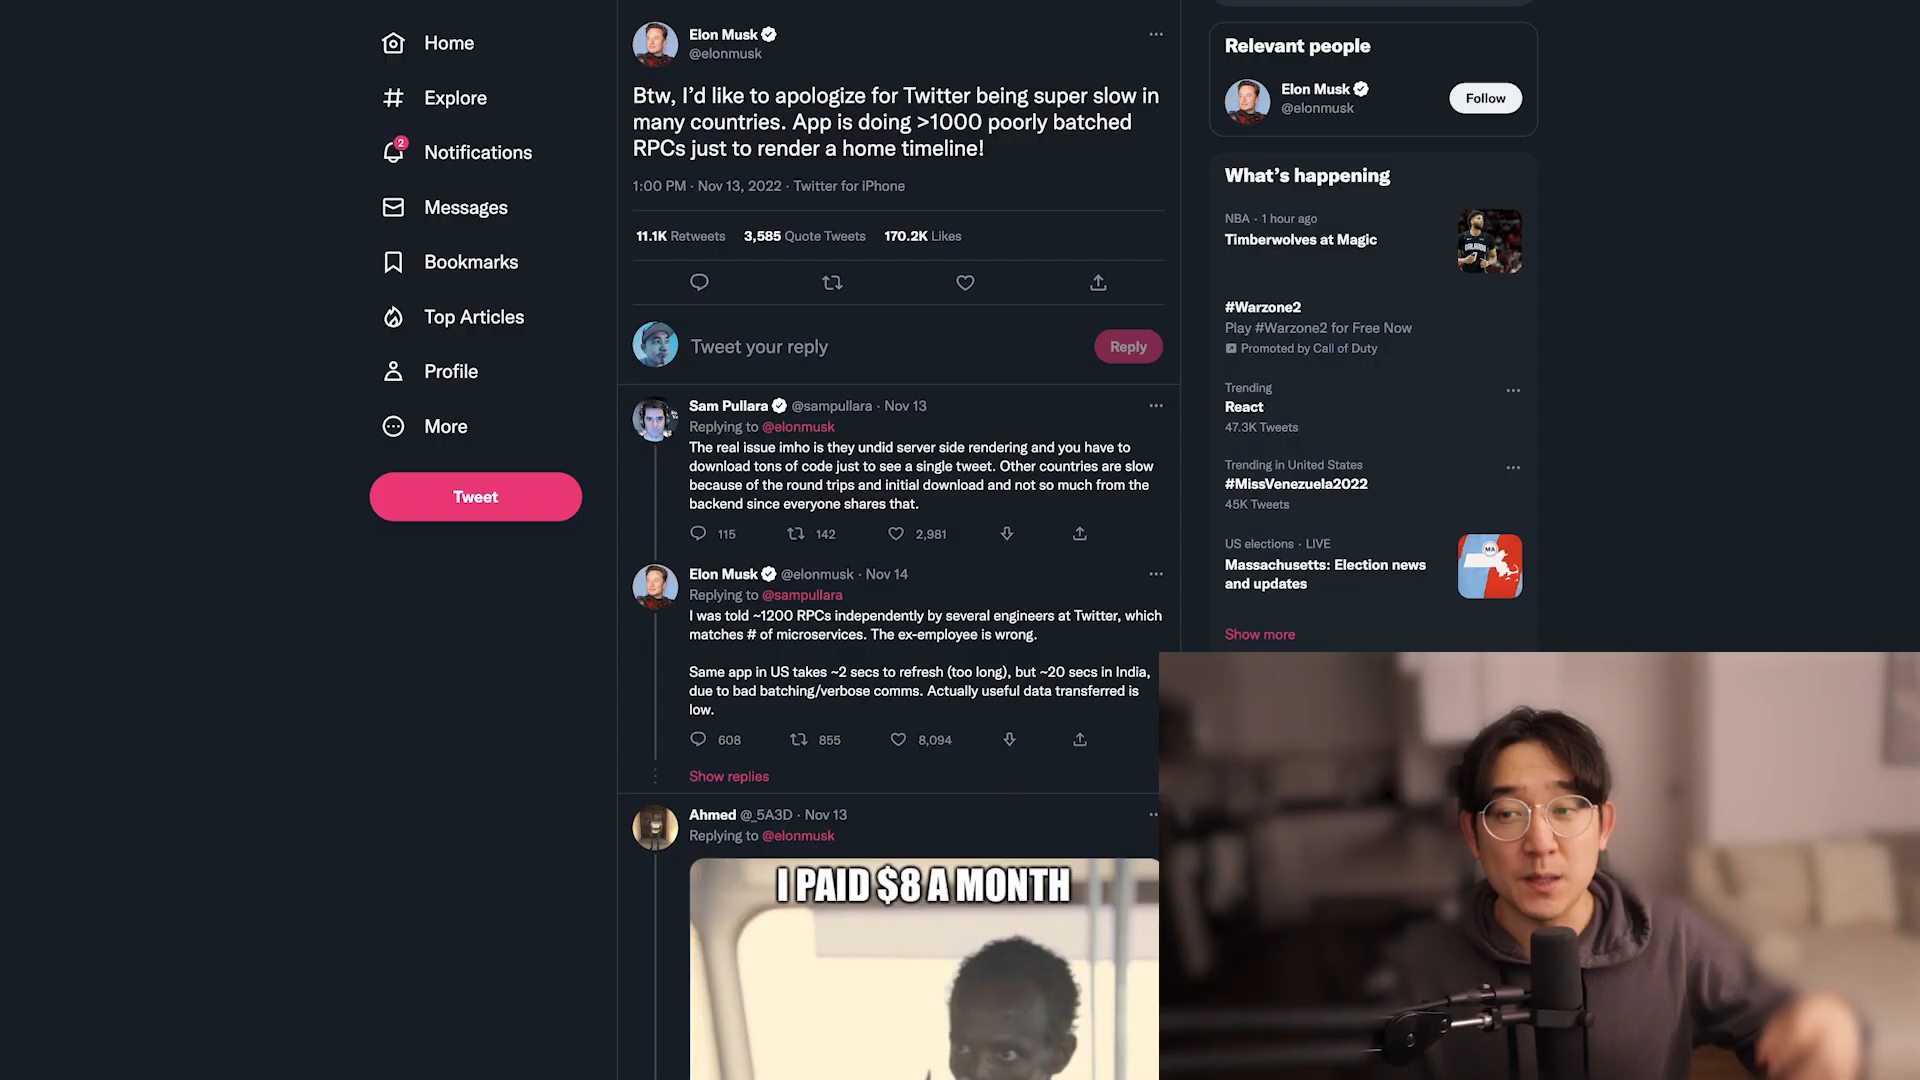 Home
Explore
2
Notifications
Messages
Bookmarks
Top Articles
Profile
More
Tweet
Elon Musk
@elonmusk
Btw, I’d like to apologize for Twitter being super slow in
many countries. App is doing >1000 poorly batched
RPCs just to render a home timeline!
1:00 PM · Nov 13, 2022 · Twitter for iPhone
11.1K Retweets 3,585 Quote Tweets 170.2K Likes
Tweet your reply
Reply
Sam Pullara @sampullara · Nov 13
Replying to @elonmusk
The real issue imho is they undid server side rendering and you have to
download tons of code just to see a single tweet. Other countries are slow
because of the round trips and initial download and not so much from the
backend since everyone shares that.
115 142 2,981
Elon Musk @elonmusk · Nov 14
Replying to @sampullara
I was told ~1200 RPCs independently by several engineers at Twitter, which
matches # of microservices. The ex-employee is wrong.
Same app in US takes ~2 secs to refresh (too long), but ~20 secs in India,
due to bad batching/verbose comms. Actually useful data transferred is
low.
608 855 8,094
Show replies
Ahmed @_5A3D · Nov 13
Replying to @elonmusk
I PAID $8 A MONTH
Relevant people
Elon Musk
@elonmusk
Follow
What’s happening
NBA · 1 hour ago
Timberwolves at Magic
#Warzone2
Play #Warzone2 for Free Now
Promoted by Call of Duty
Trending
React
47.3K Tweets
Trending in United States
#MissVenezuela2022
45K Tweets
US elections · LIVE
Massachusetts: Election news
and updates
MA
Show more